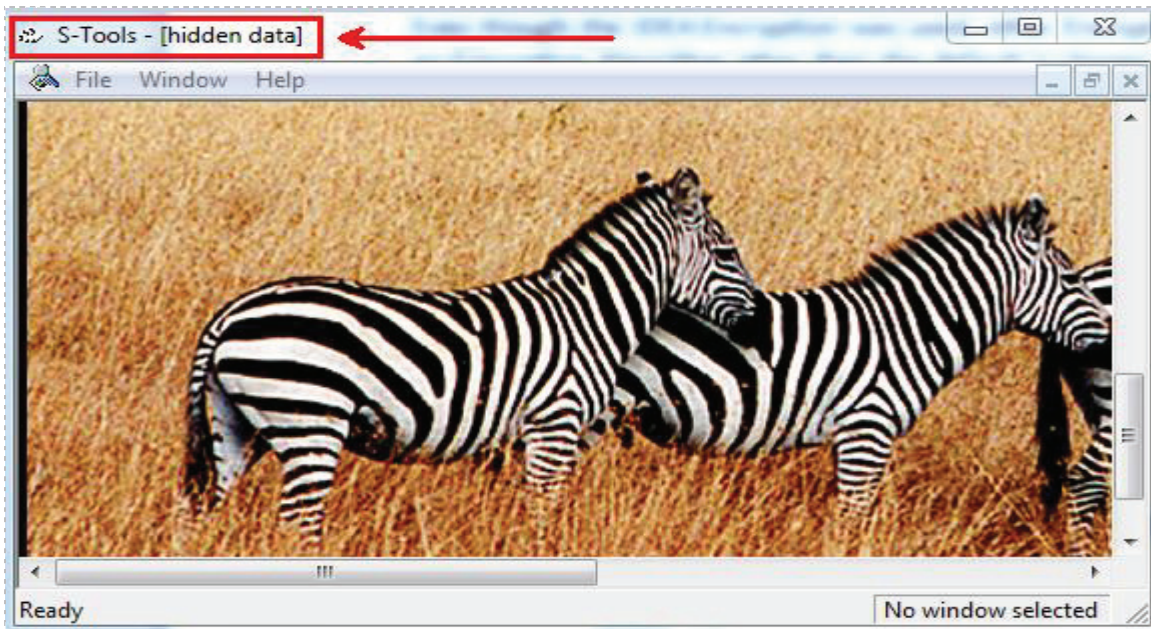 S-Tools - [hidden data]
File Window Help
Ready No window selected